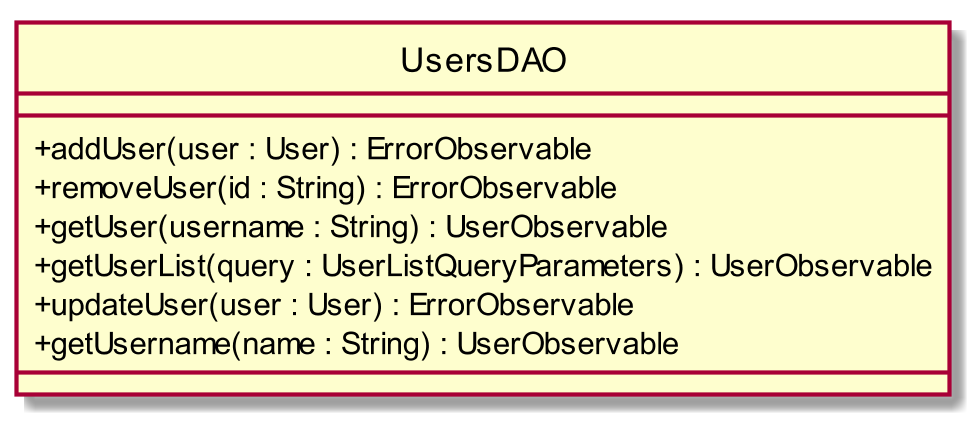 UsersDAO
+addUser(user : User) : ErrorObservable
+removeUser(id : String) : ErrorObservable
+getUser(username : String) : UserObservable
+getUserList(query : UserListQueryParameters) : UserObservable
+updateUser(user : User) : ErrorObservable
+getUsername(name : String) : UserObservable